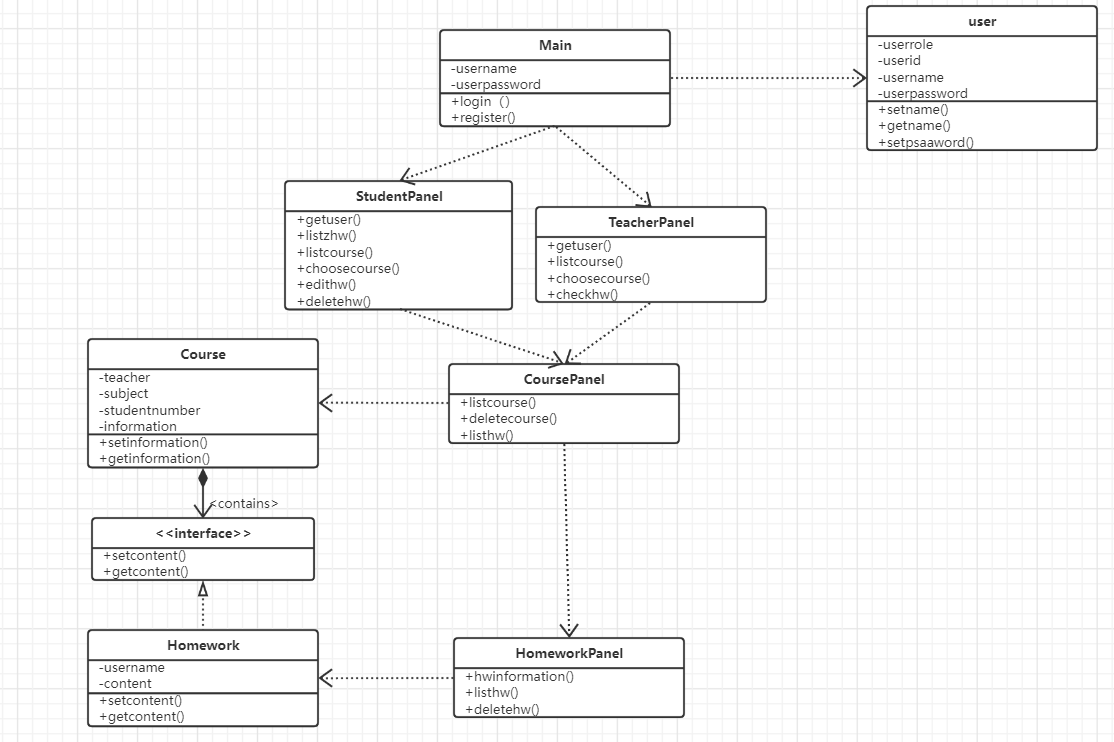 Main
-username
-userpassword
+login（）
+register()
user
-userrole
-userid
-username
-userpassword
+setname()
+getname()
+setpsaaword()
StudentPanel
+getuser()
+listzhw()
+listcourse()
+choosecourse()
+edithw()
+deletehw()
TeacherPanel
+getuser()
+listcourse()
+choosecourse()
+checkhw()
Course
-teacher
-subject
-studentnumber
-information
+setinformation()
+getinformation()
CoursePanel
+listcourse()
+deletecourse()
+listhw()
<contains>
<<interface>>
+setcontent()
+getcontent()
Homework
-username
-content
+setcontent()
+getcontent()
HomeworkPanel
+hwinformation()
+listhw()
+deletehw()